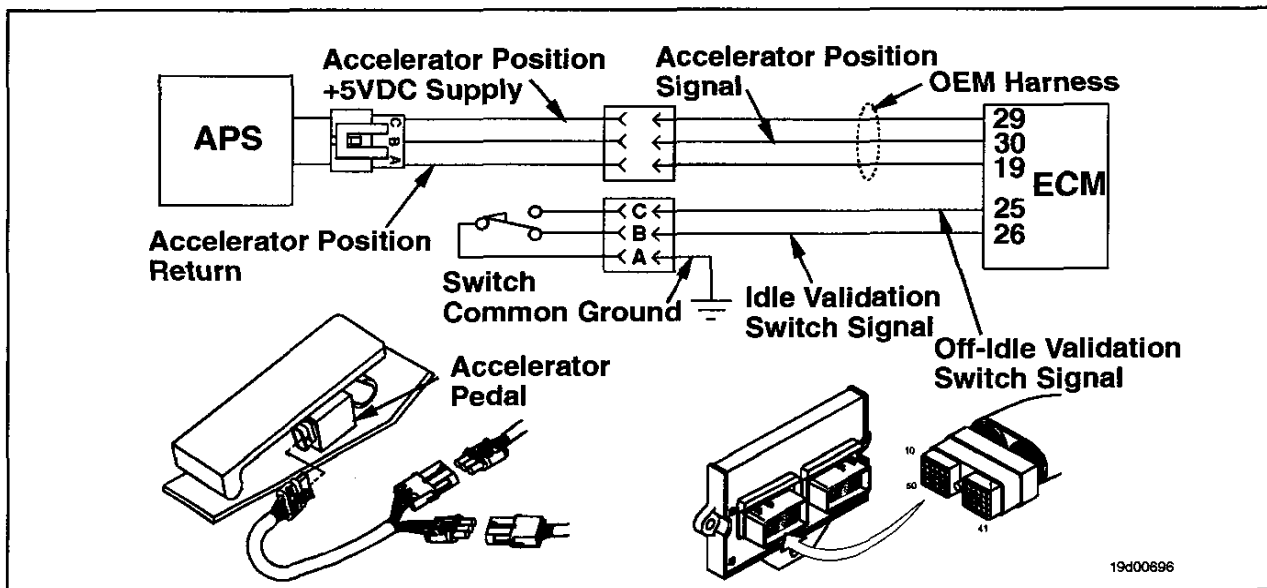 Accelerator Position
+5VDC Supply
Accelerator Position
Signal
OEM Harness
APS
C
B
A
29
30
19
ECM
25
26
C
B
A
Accelerator Position
Return
Switch
Common Ground
Idle Validation
Switch Signal
Off-Idle Validation
Switch Signal
Accelerator
Pedal
10
50
41
19d00696